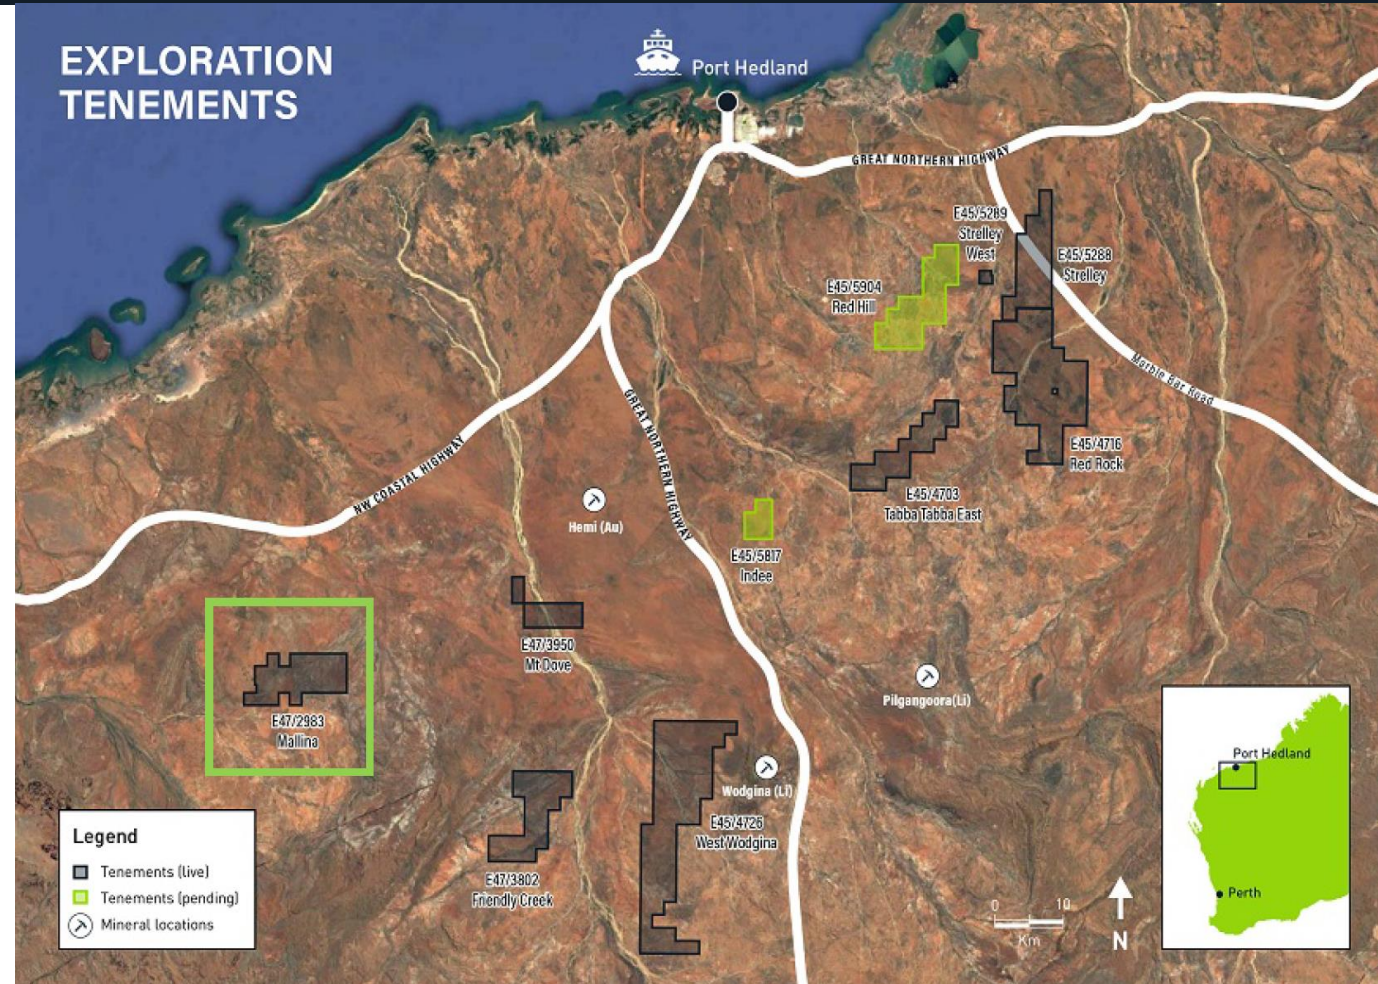 EXPLORATION
TENEMENTS
Port Hedland
GREAT NORTHERN HIGHWAY
E45/5289
Strelley
West
E45/5288
Strelley
E45/5904
Red Hill
Marble Bar Road
GREAT NORTHERN HIGHWAY
NW COASTAL HIGHWAY
E45/4716
Red Rock
E45/4703
Tabba Tabba East
Hemi (Au)
E45/5817
Indee
E47/3950
Mt Dove
Pilgangoora(Li)
E47/2983
Mallina
Wodgina (Li)
E45/4726
West Wodgina
E47/3802
Friendly Creek
Legend
Tenements (live)
Tenements (pending)
Mineral locations
0 10
Km
N
Port Hedland
Perth